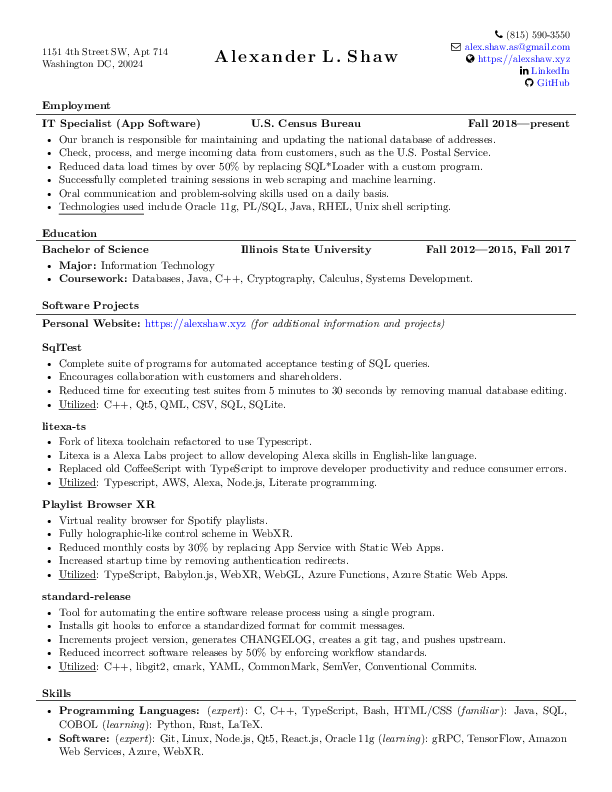 1151 4th Street SW, Apt 714
Washington DC, 20024
Alexander L. Shaw
(815) 590-3550
alex.shaw.as@gmail.com
https://alexshaw.xyz
LinkedIn
GitHub
Employment
IT Specialist (App Software) U.S. Census Bureau Fall 2018—present
• Our branch is responsible for maintaining and updating the national database of addresses.
• Check, process, and merge incoming data from customers, such as the U.S. Postal Service.
• Reduced data load times by over 50% by replacing SQL*Loader with a custom program.
• Successfully completed training sessions in web scraping and machine learning.
• Oral communication and problem-solving skills used on a daily basis.
• Technologies used include Oracle 11g, PL/SQL, Java, RHEL, Unix shell scripting.
Education
Bachelor of Science Illinois State University Fall 2012—2015, Fall 2017
• Major: Information Technology
• Coursework: Databases, Java, C++, Cryptography, Calculus, Systems Development.
Software Projects
Personal Website: https://alexshaw.xyz (for additional information and projects)
SqlTest
• Complete suite of programs for automated acceptance testing of SQL queries.
• Encourages collaboration with customers and shareholders.
• Reduced time for executing test suites from 5 minutes to 30 seconds by removing manual database editing.
• Utilized: C++, Qt5, QML, CSV, SQL, SQLite.
litexa-ts
• Fork of litexa toolchain refactored to use Typescript.
• Litexa is a Alexa Labs project to allow developing Alexa skills in English-like language.
• Replaced old CoffeeScript with TypeScript to improve developer productivity and reduce consumer errors.
• Utilized: Typescript, AWS, Alexa, Node.js, Literate programming.
Playlist Browser XR
• Virtual reality browser for Spotify playlists.
• Fully holographic-like control scheme in WebXR.
• Reduced monthly costs by 30% by replacing App Service with Static Web Apps.
• Increased startup time by removing authentication redirects.
• Utilized: TypeScript, Babylon.js, WebXR, WebGL, Azure Functions, Azure Static Web Apps.
standard-release
• Tool for automating the entire software release process using a single program.
• Installs git hooks to enforce a standardized format for commit messages.
• Increments project version, generates CHANGELOG, creates a git tag, and pushes upstream.
• Reduced incorrect software releases by 50% by enforcing workflow standards.
• Utilized: C++, libgit2, cmark, YAML, CommonMark, SemVer, Conventional Commits.
Skills
• Programming Languages: (expert): C, C++, TypeScript, Bash, HTML/CSS (familiar): Java, SQL,
COBOL (learning): Python, Rust, LaTeX.
• Software: (expert): Git, Linux, Node.js, Qt5, React.js, Oracle 11g (learning): gRPC, TensorFlow, Amazon
Web Services, Azure, WebXR.